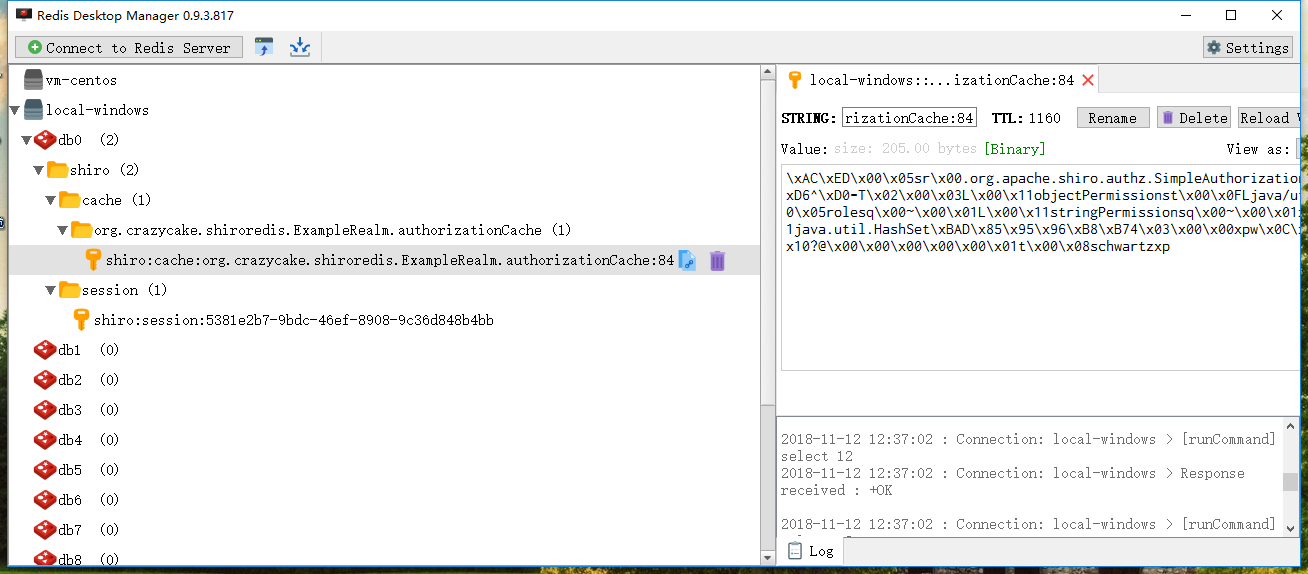 Redis Desktop Manager 0.9.3.817
Connect to Redis Server
Settings
vm-centos
local-windows
db0 (2)
shiro (2)
cache (1)
org.crazycake.shiroredis.ExampleRealm.authorizationCache (1)
shiro:cache:org.crazycake.shiroredis.ExampleRealm.authorizationCache:84
session (1)
shiro:session:5381e2b7-9bdc-46ef-8908-9c36d848b4bb
db1 (0)
db2 (0)
db3 (0)
db4 (0)
db5 (0)
db6 (0)
db7 (0)
db8 (0)
local-windows::...izationCache:84
STRING: rizationCache:84 TTL: 1160 Rename Delete Reload V
Value: size: 205.00 bytes [Binary] View as:
\xAC\xED\x00\x05sr\x00.org.apache.shiro.authz.SimpleAuthorization
xD6^\xD0=T\x02\x00\x03L\x00\x11objectPermissionst\x00\x0FLjava/u
0\x05rolesq\x00~\x00\x01L\x00\x11stringPermissionsq\x00~\x00\x01
1java.util.HashSet\xBAD\x85\x95\x96\xB8\xB74\x03\x00\x00xpw\x0C\
x10?@\x00\x00\x00\x00\x00\x01t\x00\x08schwartzxp
2018-11-12 12:37:02 : Connection: local-windows > [runCommand]
select 12
2018-11-12 12:37:02 : Connection: local-windows > Response
received : +OK
2018-11-12 12:37:02 : Connection: local-windows > [runCommand]
Log